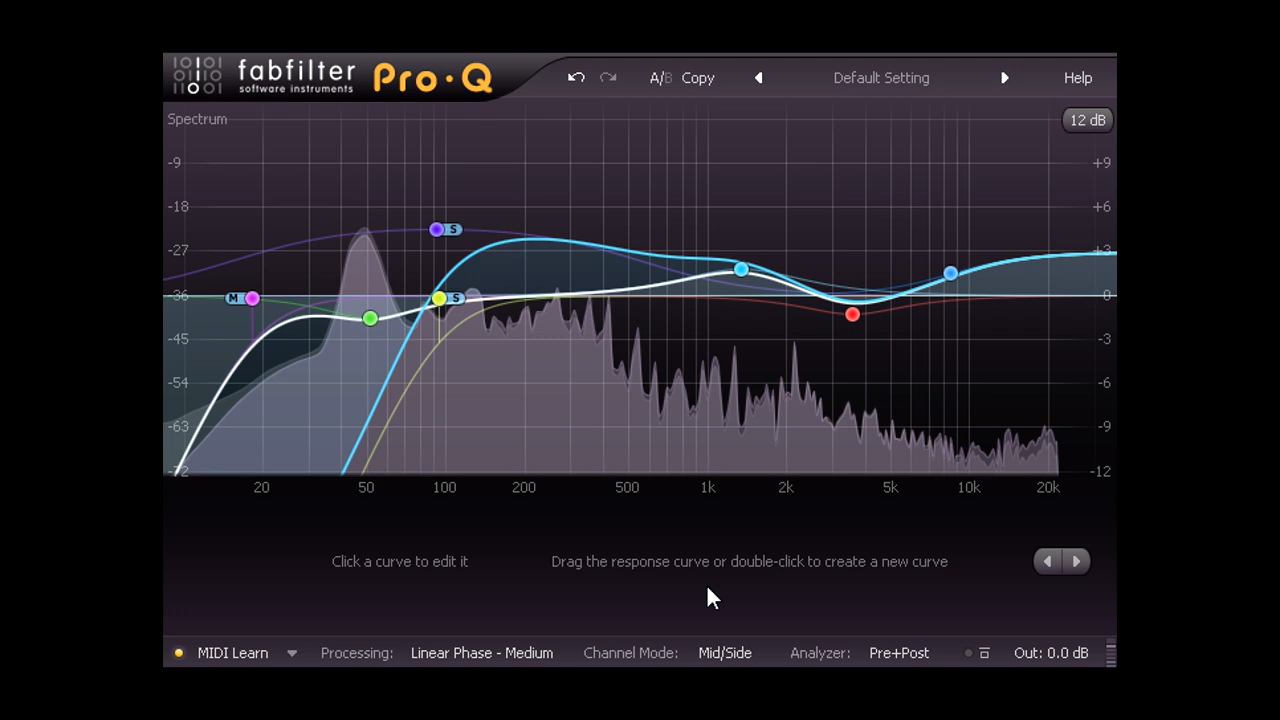 fabfilter Pro·Q
software instruments
A/B Copy Default Setting Help
Spectrum 12 dB
-9 +9
-18 +6
-27 +3
M S
-36 S 0
-45 -3
-54 -6
-63 -9
-72 -12
20 50 100 200 500 1k 2k 5k 10k 20k
Click a curve to edit it Drag the response curve or double-click to create a new curve
MIDI Learn Processing: Linear Phase - Medium Channel Mode: Mid/Side Analyzer: Pre+Post Out: 0.0 dB